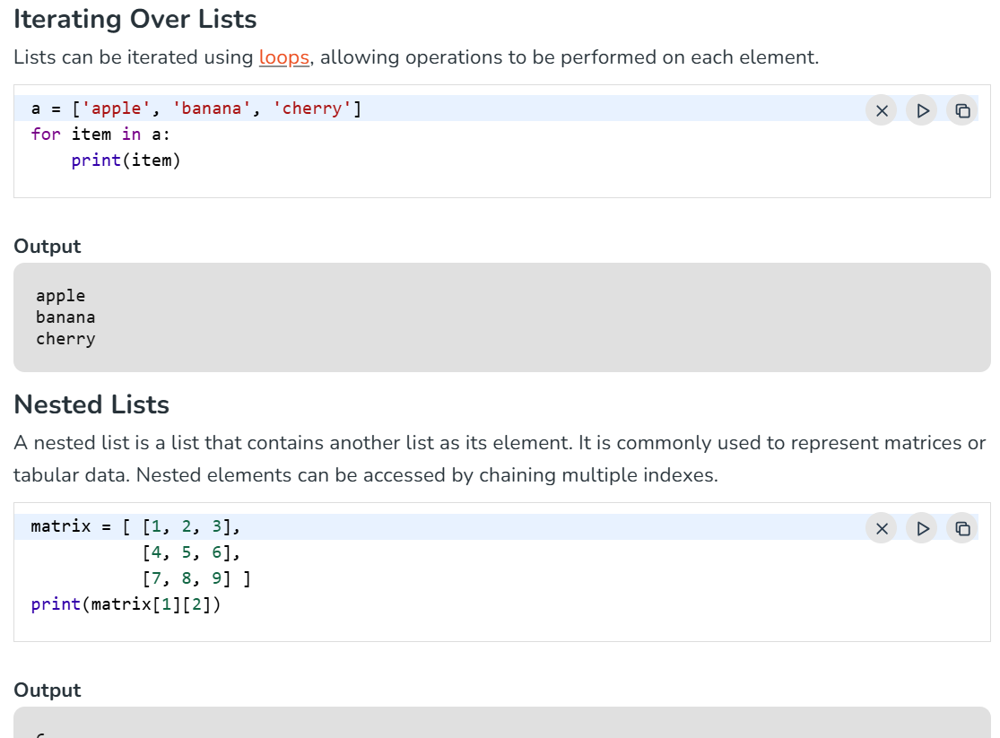 Iterating Over Lists
Lists can be iterated using loops, allowing operations to be performed on each element.
a = ['apple', 'banana', 'cherry']
for item in a:
    print(item)
Output
apple
banana
cherry
Nested Lists
A nested list is a list that contains another list as its element. It is commonly used to represent matrices or
tabular data. Nested elements can be accessed by chaining multiple indexes.
matrix = [ [1, 2, 3],
           [4, 5, 6],
           [7, 8, 9] ]
print(matrix[1][2])
Output